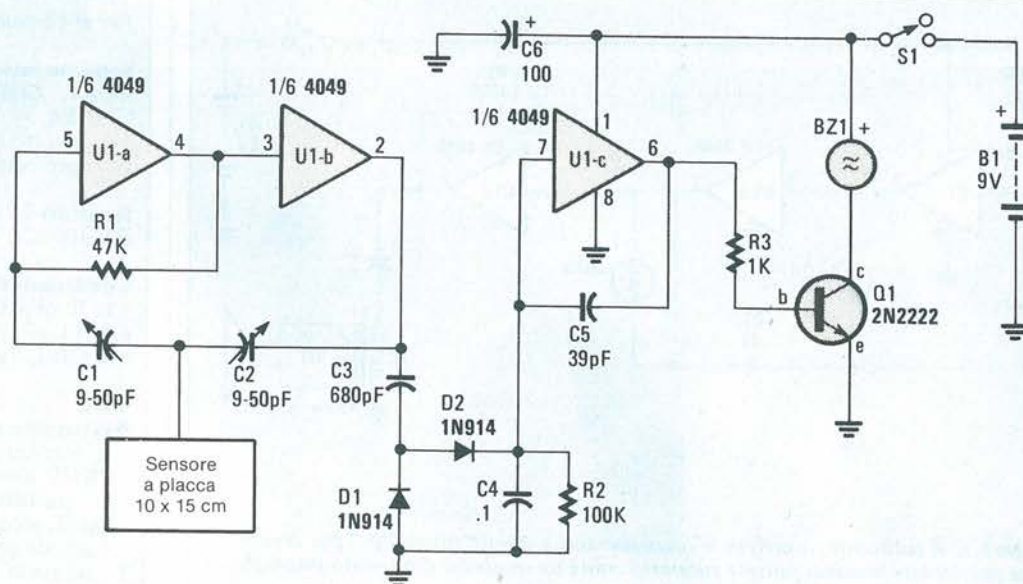 C6
100
+
S1
1/6 4049
5
U1-a
4
1/6 4049
3
U1-b
2
1/6 4049
1
7
U1-c
6
8
BZ1
+
≈
+
B1
9V
R1
47K
R3
1K
b
c
e
Q1
2N2222
C1
9-50pF
C2
9-50pF
C3
680pF
C5
39pF
D2
1N914
Sensore
a placca
10 x 15 cm
D1
1N914
C4
.1
R2
100K